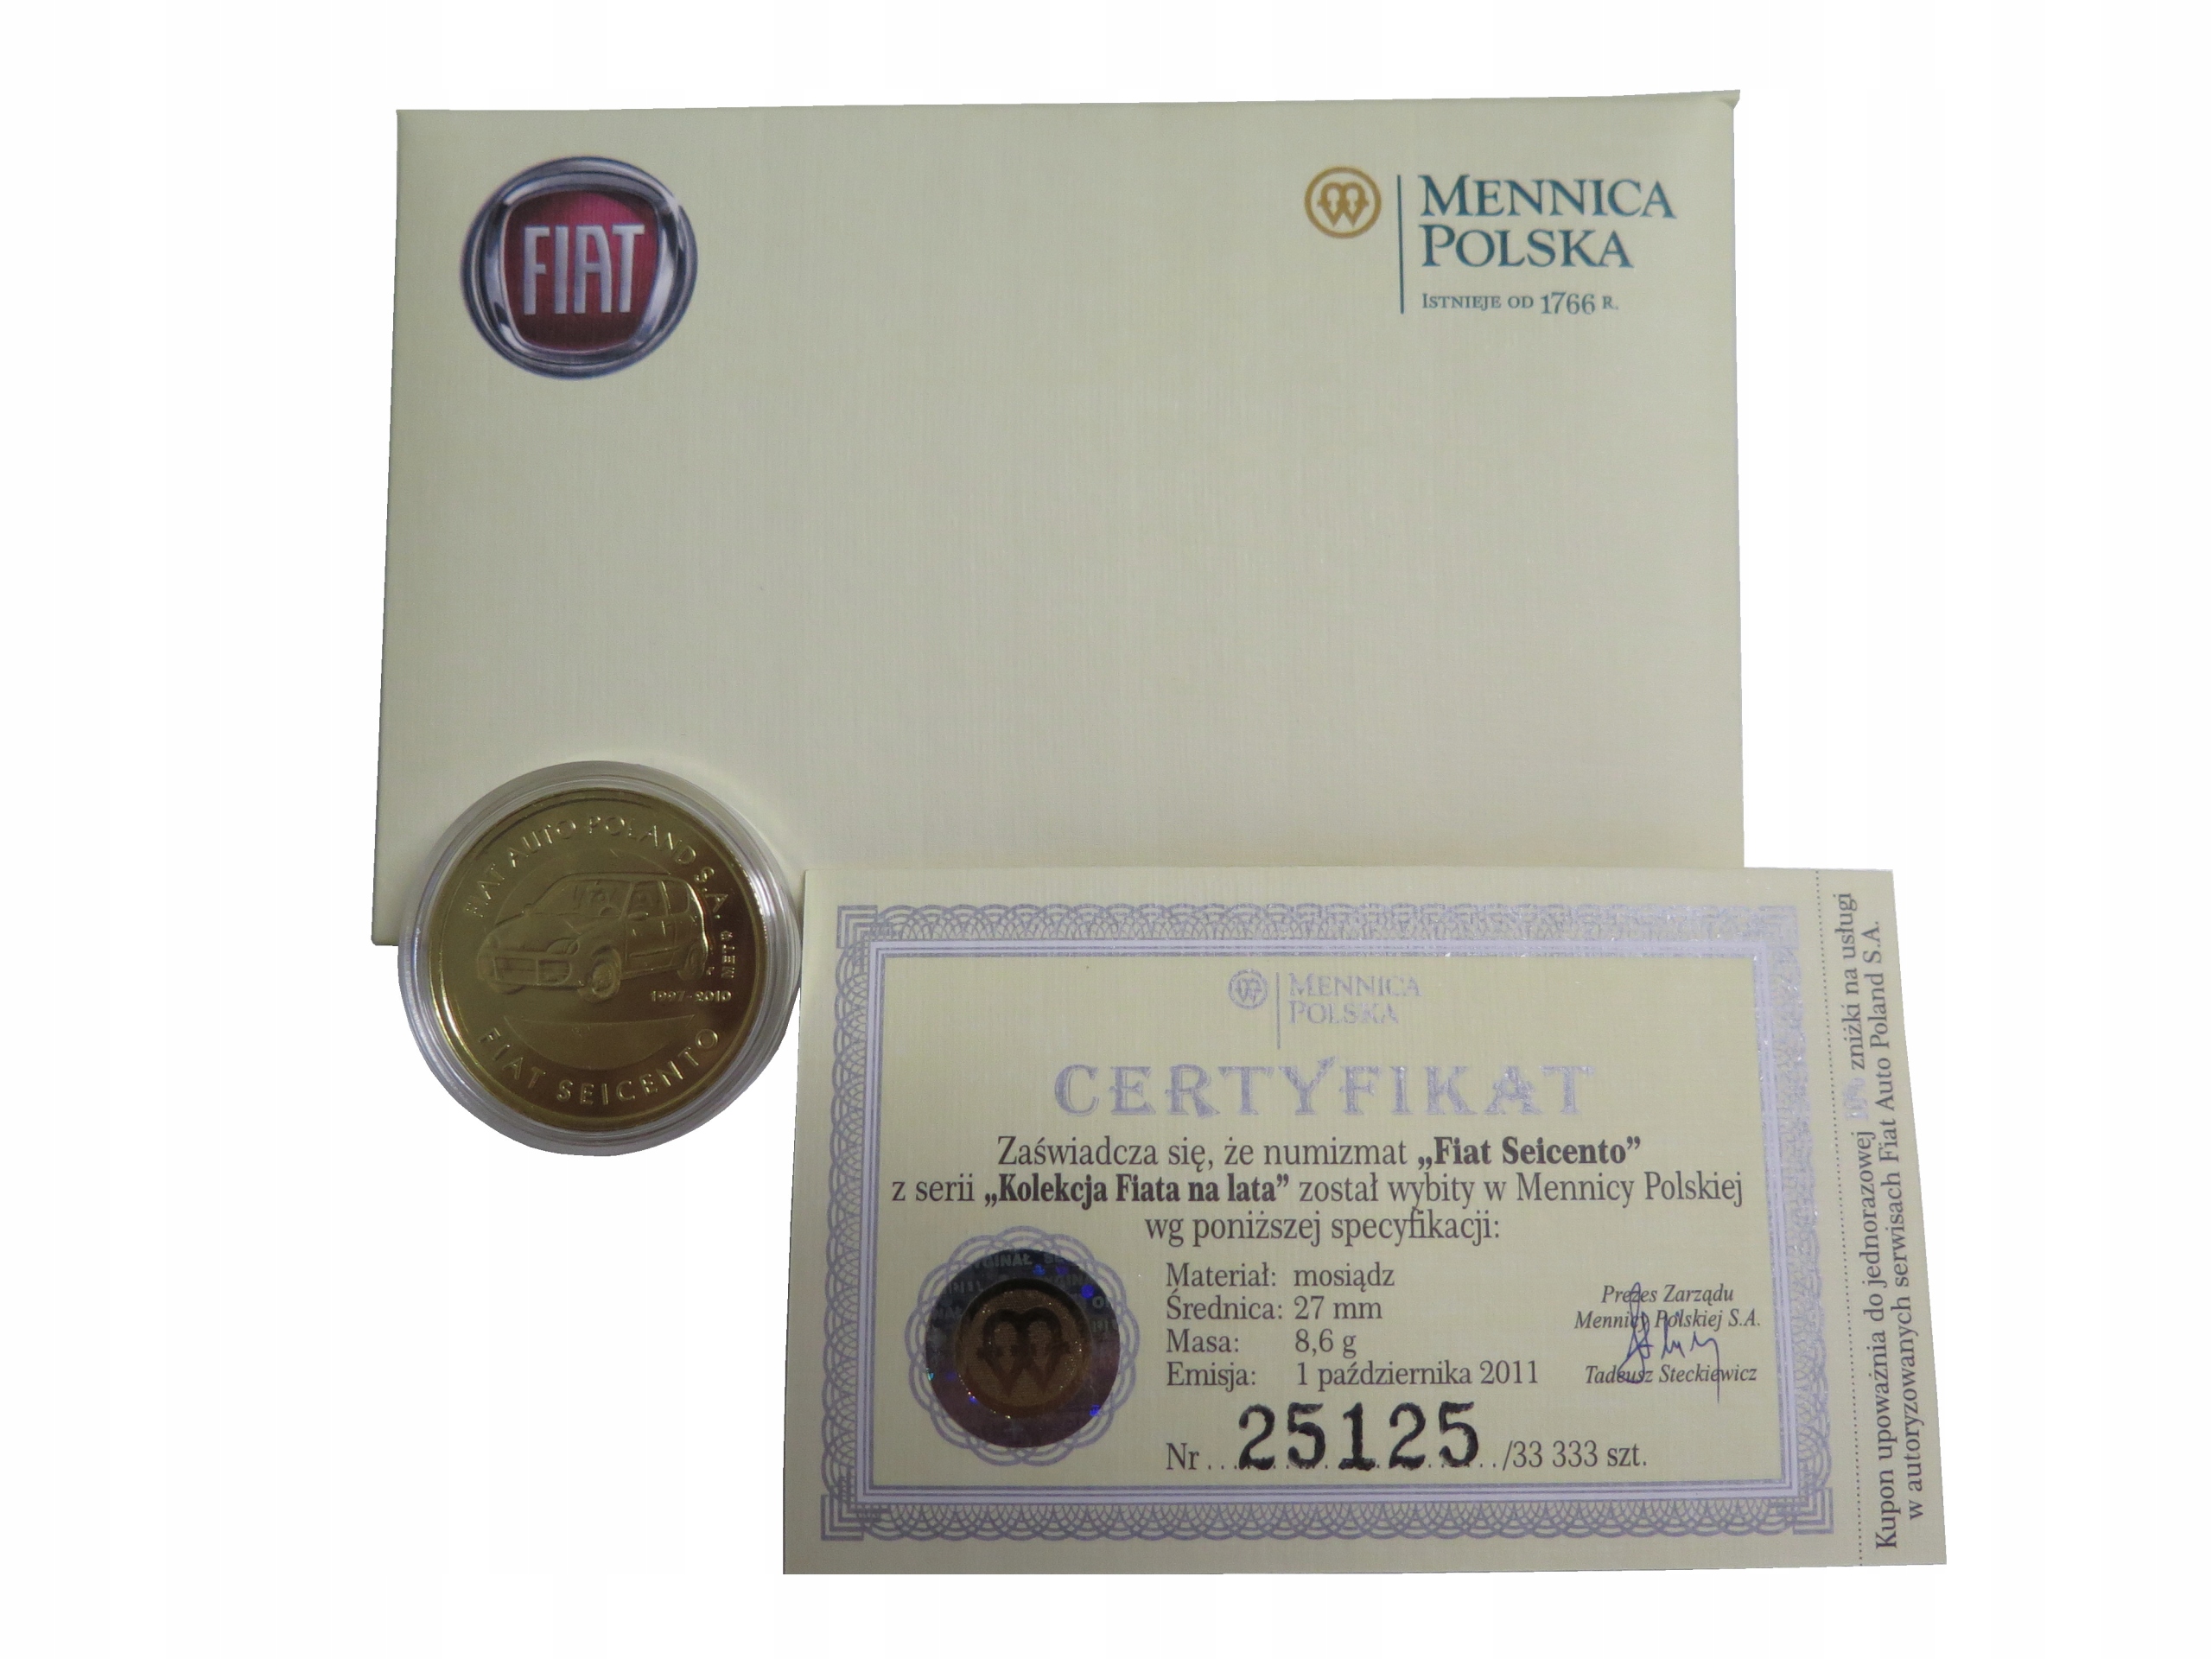 FIAT
MENNICA
POLSKA
ISTNIEJE OD 1766 R.
FIAT AUTO POLAND S.A.
1997-2010
FIAT SEICENTO
MENNICA
POLSKA
CERTYFIKAT
Zaświadcza się, że numizmat „Fiat Seicento”
z serii „Kolekcja Fiata na lata” został wybity w Mennicy Polskiej
wg poniższej specyfikacji:
Materiał: mosiądz
Średnica: 27 mm
Masa: 8,6 g
Emisja: 1 października 2011
Nr 25125 /33 333 szt.
Prezes Zarządu
Mennicy Polskiej S.A.
Tadeusz Steckiewicz
Kupon upoważnia do jednorazowej zniżki na usługi
w autoryzowanych serwisach Fiat Auto Poland S.A.